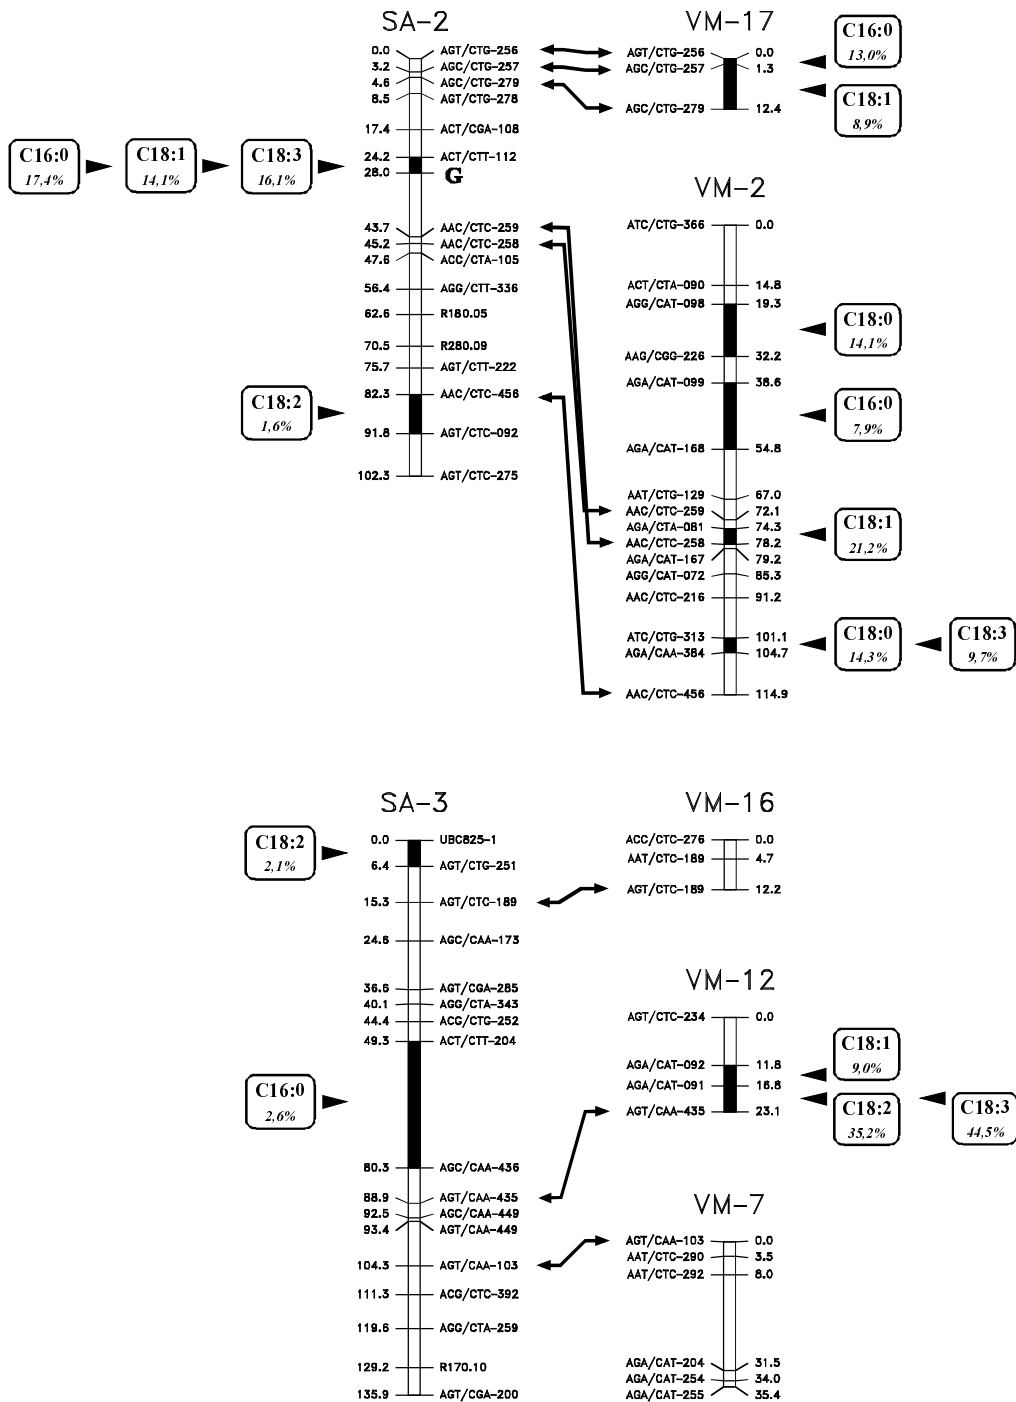 SA-2
0.0 AGT/CTG-256
3.2 AGC/CTG-257
4.6 AGC/CTG-279
8.5 AGT/CTG-278
17.4 ACT/CGA-108
24.2 ACT/CTT-112
28.0 G
43.7 AAC/CTC-259
45.2 AAC/CTC-258
47.6 ACC/CTA-105
56.4 AGG/CTT-336
62.6 R180.05
70.5 R280.09
75.7 AGT/CTT-222
82.3 AAC/CTC-456
91.8 AGT/CTC-092
102.3 AGT/CTC-275
C16:0
17,4%
C18:1
14,1%
C18:3
16,1%
C18:2
1,6%
VM-17
AGT/CTG-256 0.0
AGC/CTG-257 1.3
AGC/CTG-279 12.4
C16:0
13,0%
C18:1
8,9%
VM-2
ATC/CTG-366 0.0
ACT/CTA-090 14.8
AGG/CAT-098 19.3
AAG/CGG-226 32.2
AGA/CAT-099 38.6
AGA/CAT-168 54.8
AAT/CTG-129 67.0
AAC/CTC-259 72.1
AGA/CTA-081 74.3
AAC/CTC-258 78.2
AGA/CAT-167 79.2
AGG/CAT-072 85.3
AAC/CTC-216 91.2
ATC/CTG-313 101.1
AGA/CAA-384 104.7
AAC/CTC-456 114.9
C18:0
14,1%
C16:0
7,9%
C18:1
21,2%
C18:0
14,3%
C18:3
9,7%
SA-3
0.0 UBC825-1
6.4 AGT/CTG-251
15.3 AGT/CTC-189
24.6 AGC/CAA-173
36.6 AGT/CGA-285
40.1 AGG/CTA-343
44.4 ACG/CTG-252
49.3 ACT/CTT-204
80.3 AGC/CAA-436
88.9 AGT/CAA-435
92.5 AGC/CAA-449
93.4 AGT/CAA-449
104.3 AGT/CAA-103
111.3 ACG/CTC-392
119.6 AGG/CTA-259
129.2 R170.10
135.9 AGT/CGA-200
C18:2
2,1%
C16:0
2,6%
VM-16
ACC/CTC-276 0.0
AAT/CTC-189 4.7
AGT/CTC-189 12.2
VM-12
AGT/CTC-234 0.0
AGA/CAT-092 11.8
AGA/CAT-091 16.8
AGT/CAA-435 23.1
C18:1
9,0%
C18:2
35,2%
C18:3
44,5%
VM-7
AGT/CAA-103 0.0
AAT/CTC-290 3.5
AAT/CTC-292 8.0
AGA/CAT-204 31.5
AGA/CAT-254 34.0
AGA/CAT-255 35.4